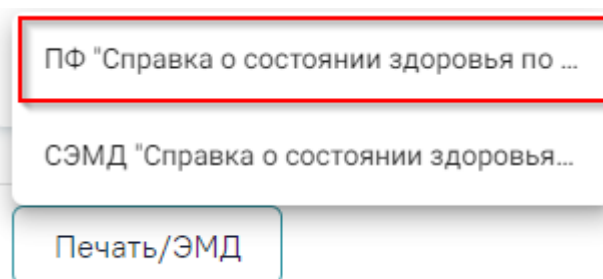 ПФ "Справка о состоянии здоровья по ...
СЭМД "Справка о состоянии здоровья...
Печать/ЭМД